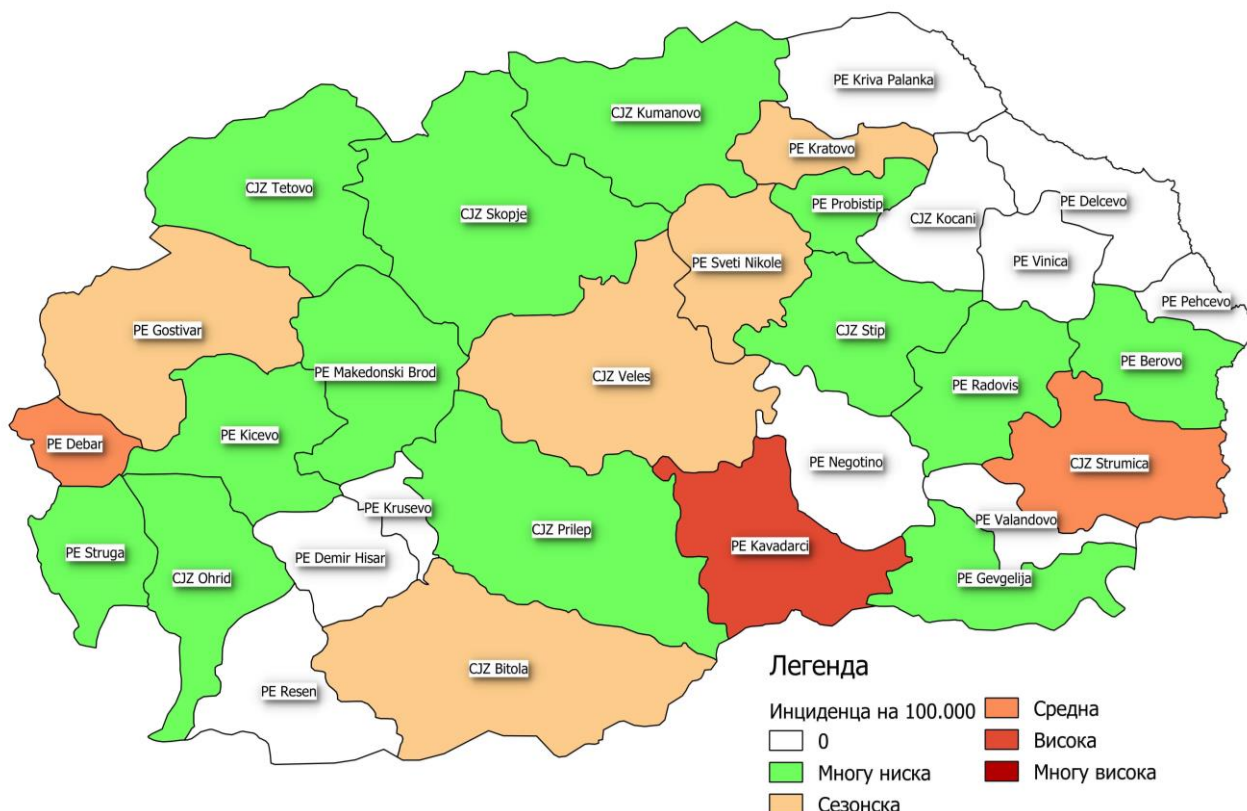 PE Kriva Palanka
CJZ Kumanovo
PE Kratovo
CJZ Tetovo
PE Probistip
PE Delcevo
CJZ Skopje
CJZ Kocani
PE Sveti Nikole
PE Vinica
PE Pehcevo
PE Gostivar
CJZ Stip
PE Berovo
PE Makedonski Brod
CJZ Veles
PE Radovis
PE Debar
PE Kicevo
PE Negotino
CJZ Strumica
PE Krusevo
PE Valandovo
CJZ Prilep
PE Kavadarci
PE Struga
PE Demir Hisar
CJZ Ohrid
PE Gevgelija
CJZ Bitola
PE Resen
Легенда
Инциденца на 100.000
0
Многу ниска
Сезонска
Средна
Висока
Многу висока